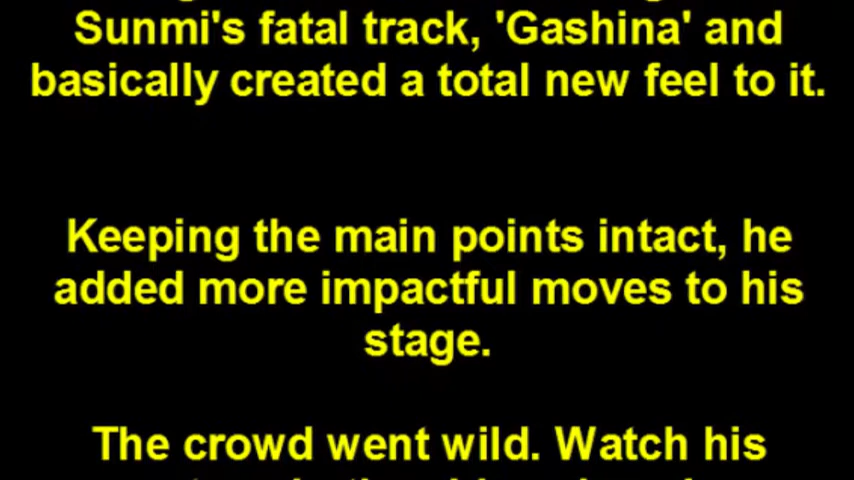 Sunmi's fatal track, 'Gashina' and
basically created a total new feel to it.
Keeping the main points intact, he
added more impactful moves to his
stage.
The crowd went wild. Watch his